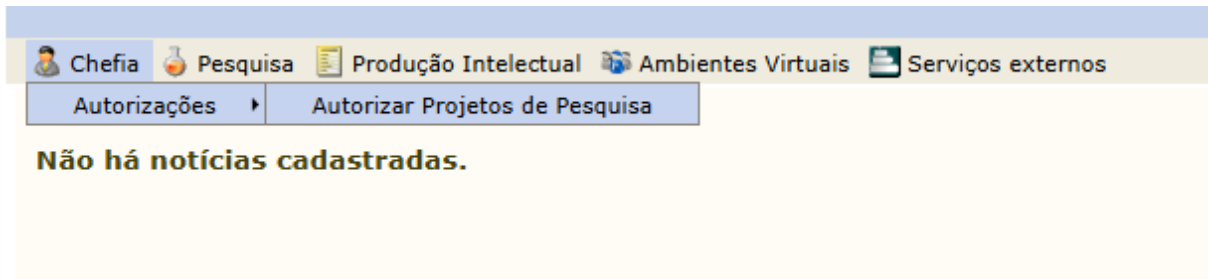 Chefia Pesquisa Produção Intelectual Ambientes Virtuais Serviços externos
Autorizações Autorizar Projetos de Pesquisa
Não há notícias cadastradas.